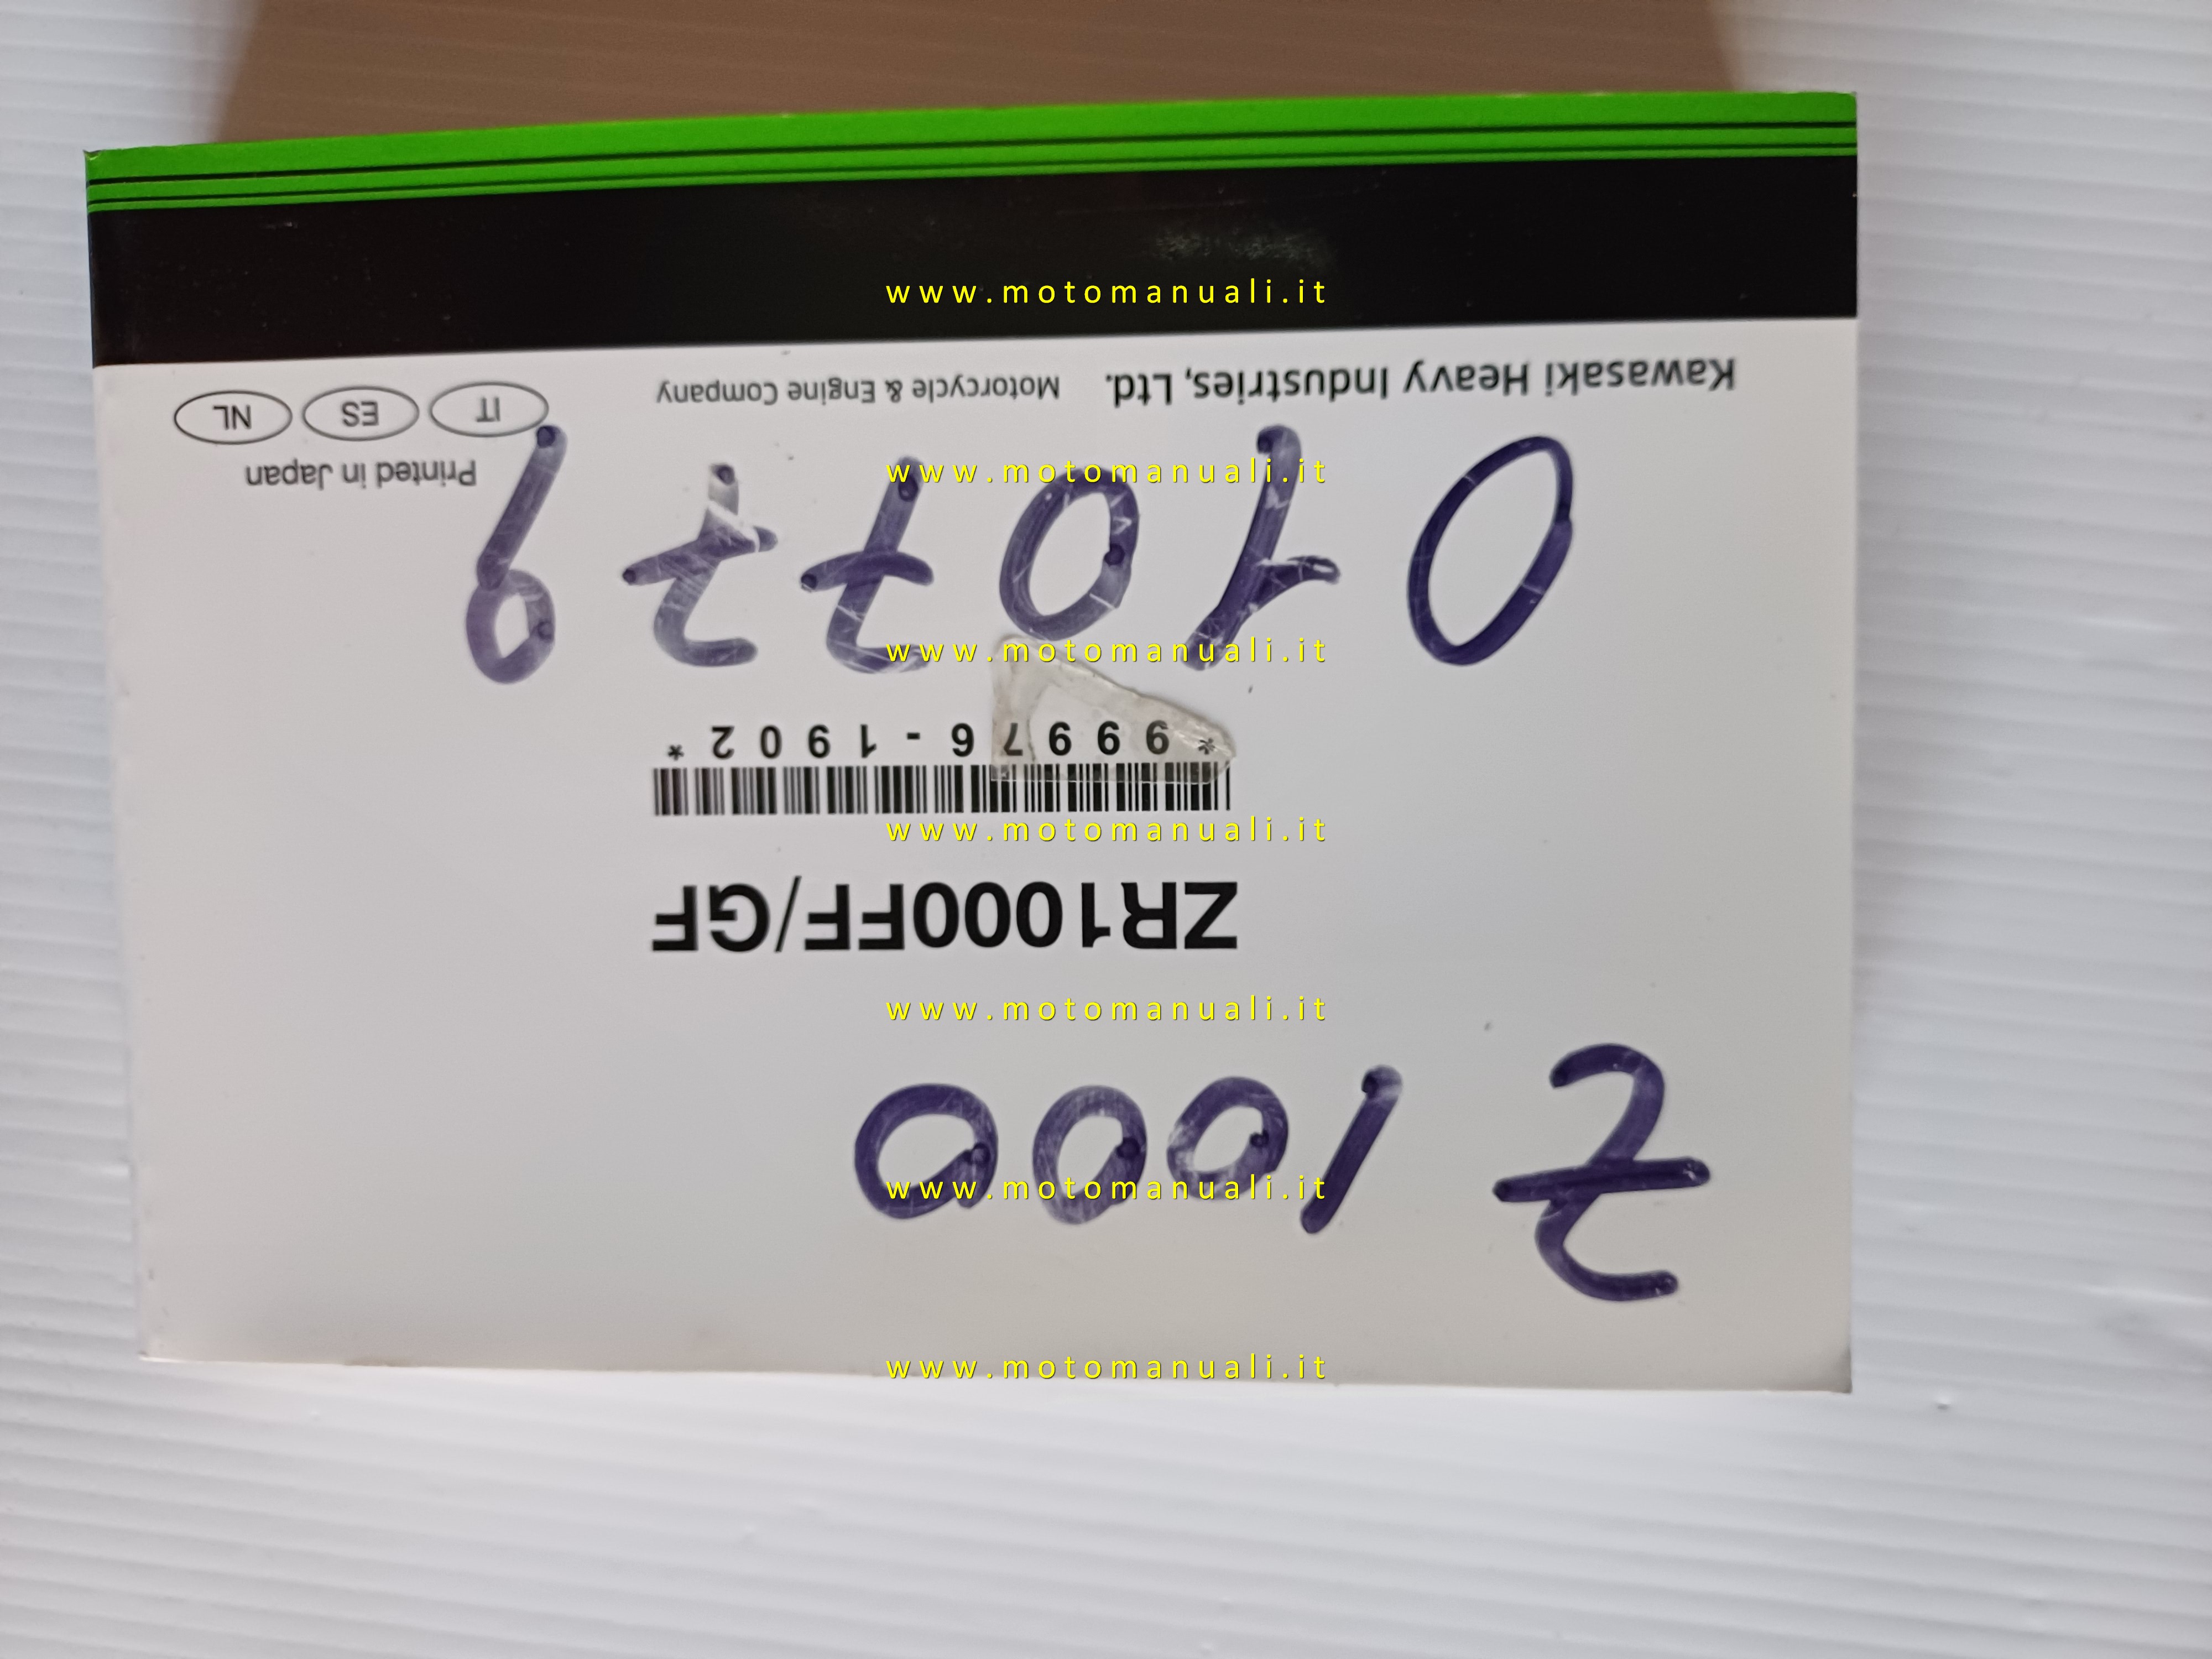 Z 1000
ZR1000FF/GF
*99976-1902*
010779
Printed in Japan
Kawasaki Heavy Industries, Ltd. Motorcycle & Engine Company IT ES NL
www.motomanuali.it
www.motomanuali.it
www.motomanuali.it
www.motomanuali.it
www.motomanuali.it
www.motomanuali.it
www.motomanuali.it